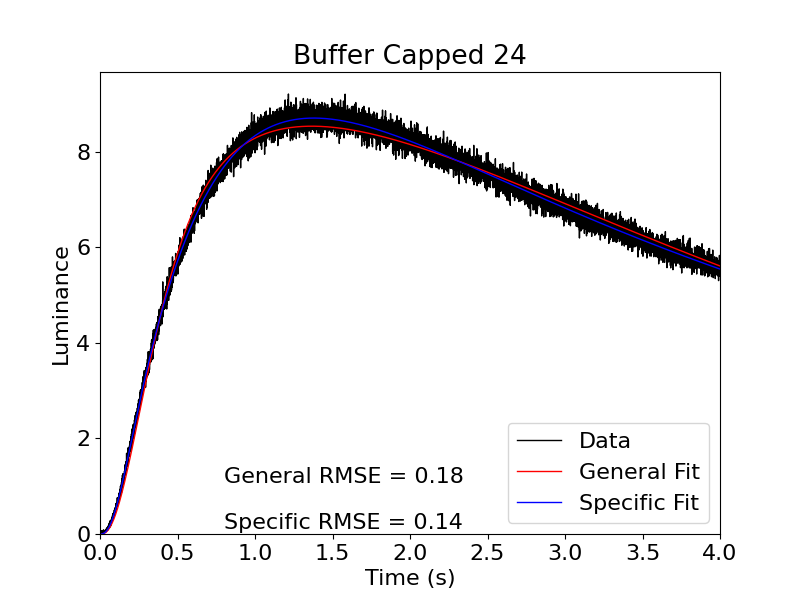 Buffer Capped 24
Luminance
8
6
4
2
0
General RMSE = 0.18
Specific RMSE = 0.14
Data
General Fit
Specific Fit
0.0 0.5 1.0 1.5 2.0 2.5 3.0 3.5 4.0
Time (s)